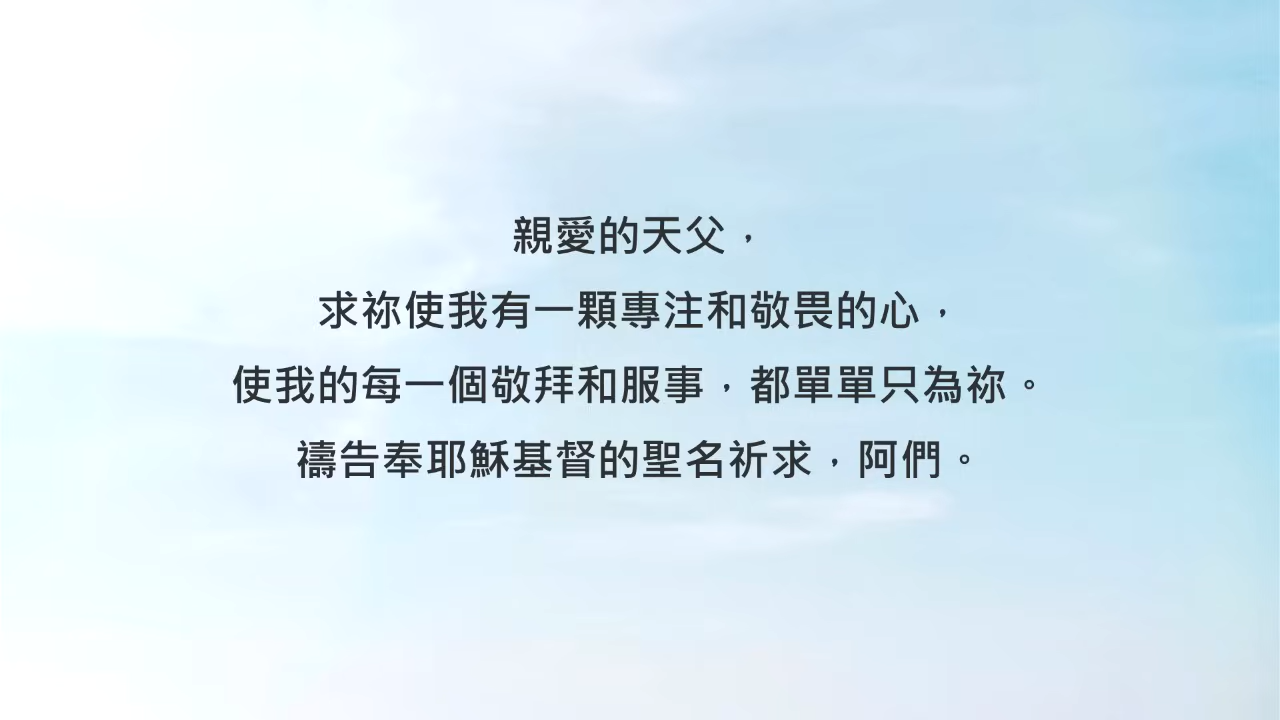 親愛的天父，
求祢使我有一顆專注和敬畏的心，
使我的每一個敬拜和服事，都單單只為祢。
禱告奉耶穌基督的聖名祈求，阿們。